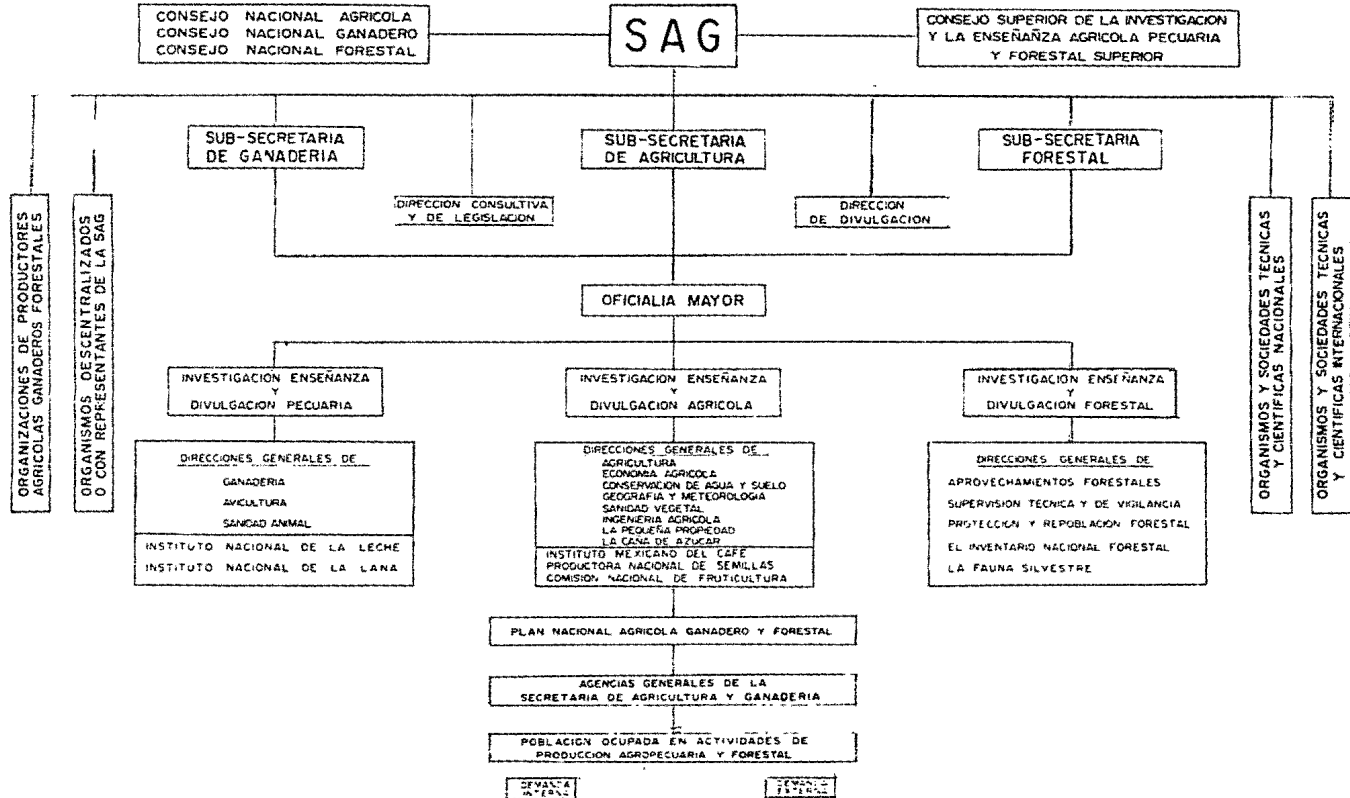 CONSEJO NACIONAL AGRICOLA
CONSEJO NACIONAL GANADERO
CONSEJO NACIONAL FORESTAL
SAG
CONSEJO SUPERIOR DE LA INVESTIGACION
Y LA ENSEÑAÑZA AGRICOLA PECUARIA
Y FORESTAL SUPERIOR
SUB-SECRETARIA
DE GANADERIA
SUB-SECRETARIA
DE AGRICULTURA
SUB-SECRETARIA
FORESTAL
DIRECCION CONSULTIVA
Y DE LEGISLACION
DIRECCION
DE DIVULGACION
ORGANIZACIONES DE PRODUCTORES
AGRICOLAS GANADEROS FORESTALES
ORGANISMOS DESCENTRALIZADOS
O CON REPRESENTANTES DE LA SAG
ORGANISMOS Y SOCIEDADES TECNICAS
Y CIENTIFICAS NACIONALES
ORGANISMOS Y SOCIEDADES TECNICAS
Y CIENTIFICAS INTERNACIONALES
OFICIALIA MAYOR
INVESTIGACION ENSEÑANZA
Y
DIVULGACION PECUARIA
INVESTIGACION ENSEÑANZA
Y
DIVULGACION AGRICOLA
INVESTIGACION ENSEÑANZA
Y
DIVULGACION FORESTAL
DIRECCIONES GENERALES DE
GANADERIA
AVICULTURA
SANIDAD ANIMAL
INSTITUTO NACIONAL DE LA LECHE
INSTITUTO NACIONAL DE LA LANA
DIRECCIONES GENERALES DE
AGRICULTURA
ECONOMIA AGRICOLA
CONSERVACION DE AGUA Y SUELO
GEOGRAFIA Y METEOROLOGIA
SANIDAD VEGETAL
INGENIERIA AGRICOLA
LA PEQUEÑA PROPIEDAD
LA CAÑA DE AZUCAR
INSTITUTO MEXICANO DEL CAFE
PRODUCTORA NACIONAL DE SEMILLAS
COMISION NACIONAL DE FRUTICULTURA
DIRECCIONES GENERALES DE
APROVECHAMIENTOS FORESTALES
SUPERVISION TECNICA Y DE VIGILANCIA
PROTECCION Y REPOBLACION FORESTAL
EL INVENTARIO NACIONAL FORESTAL
LA FAUNA SILVESTRE
PLAN NACIONAL AGRICOLA GANADERO Y FORESTAL
AGENCIAS GENERALES DE LA
SECRETARIA DE AGRICULTURA Y GANADERIA
POBLACION OCUPADA EN ACTIVIDADES DE
PRODUCCION AGROPECUARIA Y FORESTAL
DEMANDA
INTERNA
DEMANDA
EXTERNA